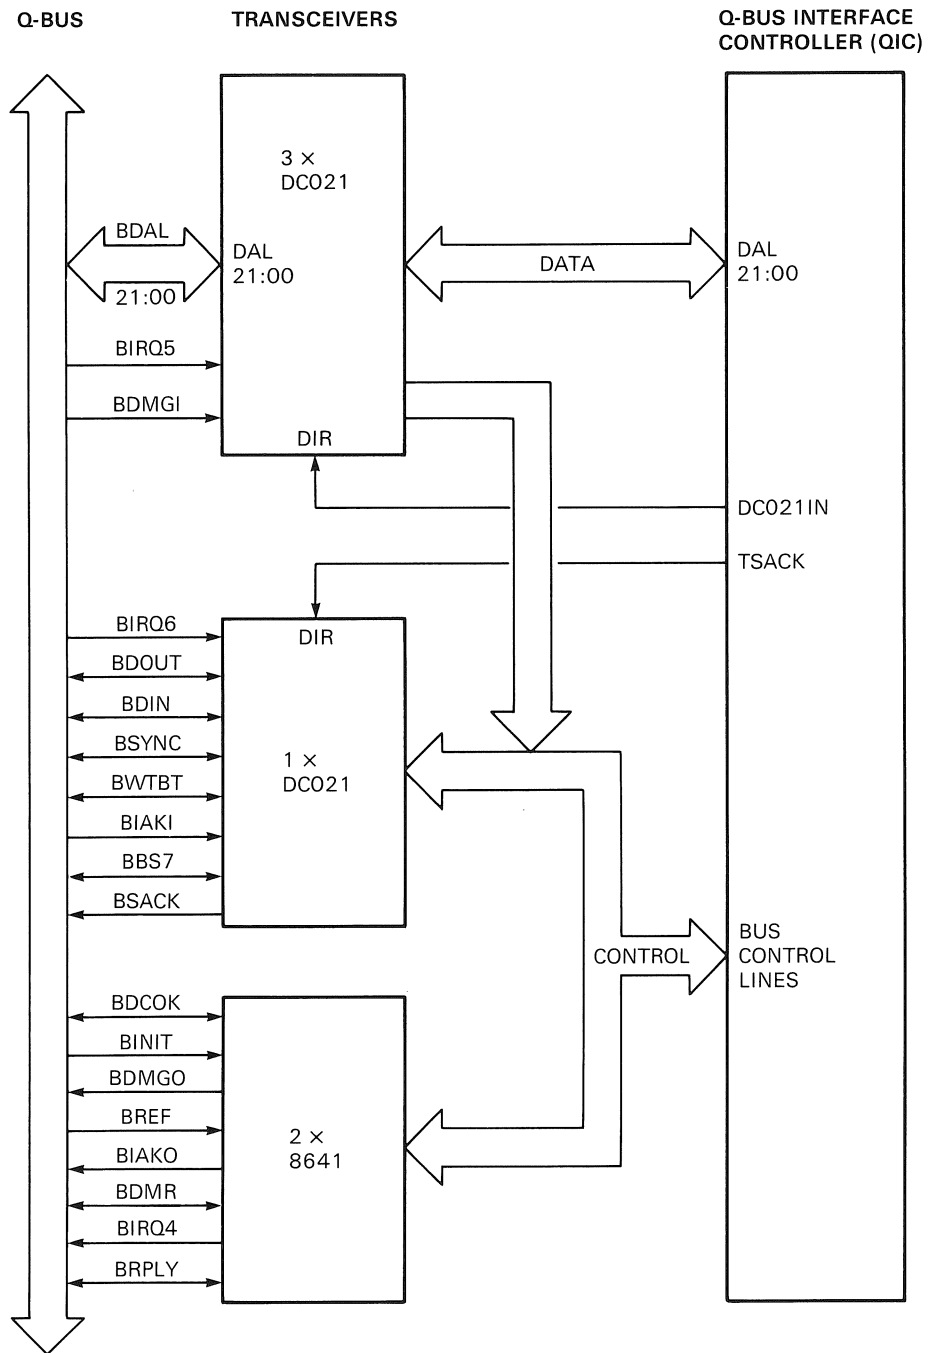 Q-BUS
TRANSCEIVERS
Q-BUS INTERFACE
CONTROLLER (QIC)
3 ×
DC021
BDAL
21:00
DAL
21:00
DATA
DAL
21:00
BIRQ5
BDMGI
DIR
DC021IN
TSACK
BIRQ6
DIR
BDOUT
BDIN
BSYNC
BWTBT
BIAKI
BBS7
BSACK
1 ×
DC021
CONTROL
BUS
CONTROL
LINES
BDCOK
BINIT
BDMGO
BREF
BIAKO
BDMR
BIRQ4
BRPLY
2 ×
8641